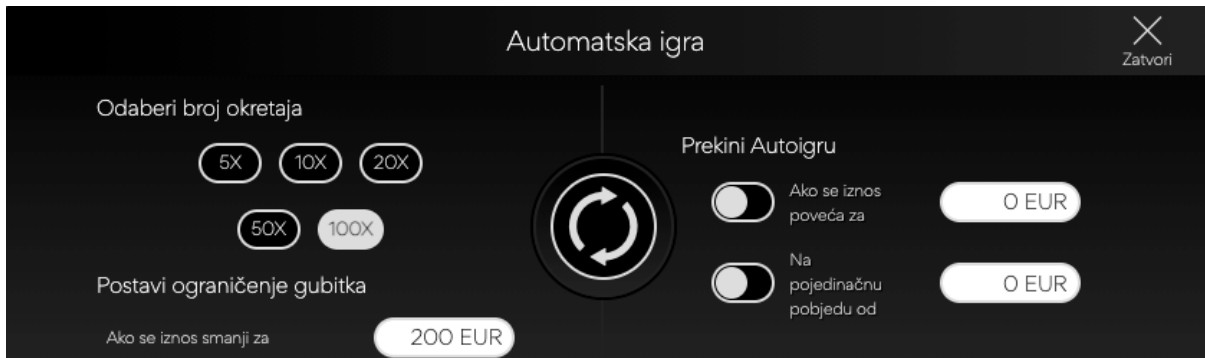 Automatska igra
Zatvori
Odaberi broj okretaja
5X 10X 20X
50X 100X
Postavi ograničenje gubitka
Ako se iznos smanji za 200 EUR
Prekini Autoigru
Ako se iznos
poveća za
0 EUR
Na
pojedinačnu
pobjedu od
0 EUR